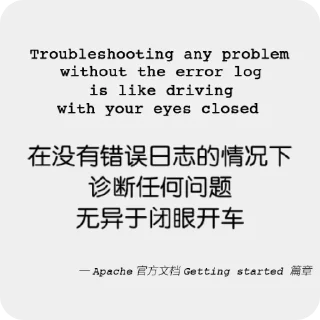 Troubleshooting any problem
without the error log
is like driving
with your eyes closed
在没有错误日志的情况下
诊断任何问题
无异于闭眼开车
— Apache 官方文档 Getting started 篇章